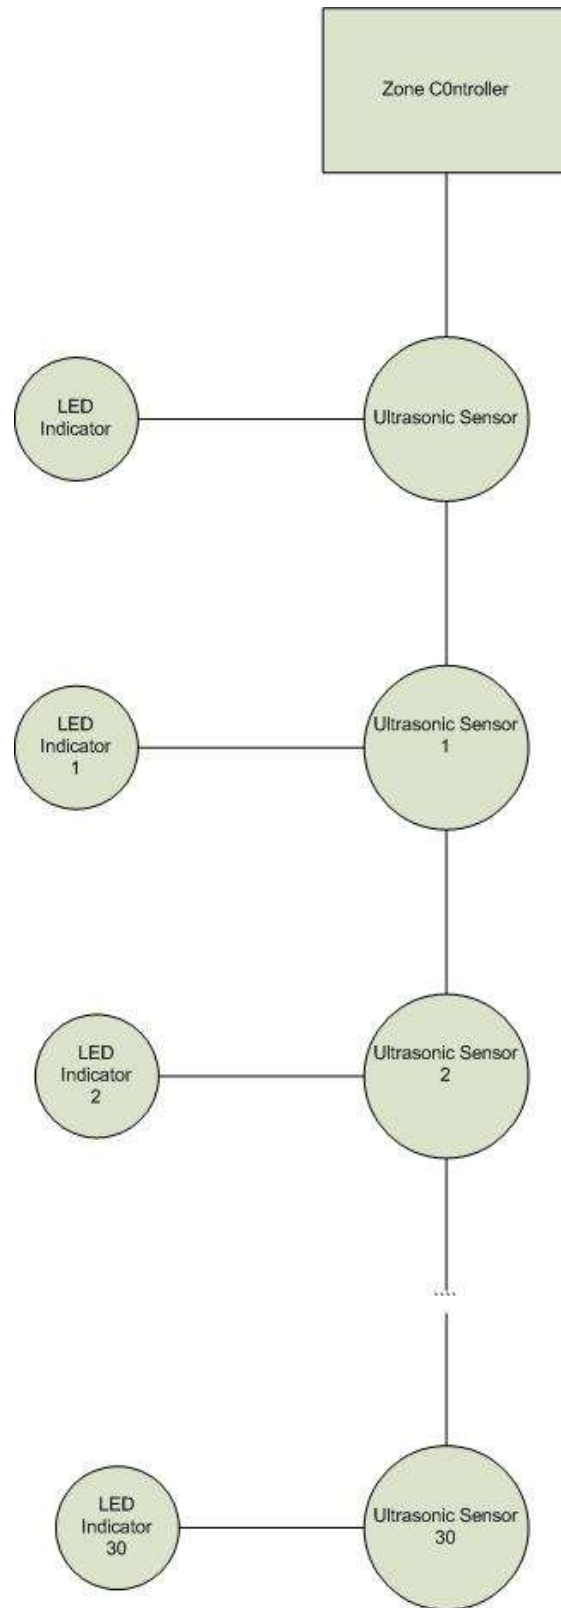 Zone C0ntroller
LED
Indicator
Ultrasonic Sensor
LED
Indicator
1
Ultrasonic Sensor
1
LED
Indicator
2
Ultrasonic Sensor
2
....
LED
Indicator
30
Ultrasonic Sensor
30